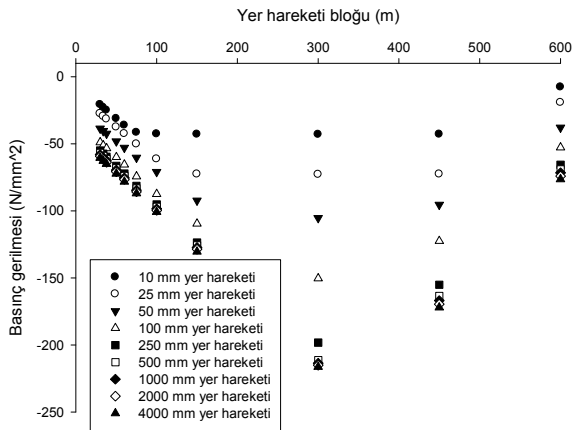 Yer hareketi bloğu (m)
0 100 200 300 400 500 600
Basınç gerilmesi (N/mm^2)
0
-50
-100
-150
-200
-250
10 mm yer hareketi
25 mm yer hareketi
50 mm yer hareketi
100 mm yer hareketi
250 mm yer hareketi
500 mm yer hareketi
1000 mm yer hareketi
2000 mm yer hareketi
4000 mm yer hareketi